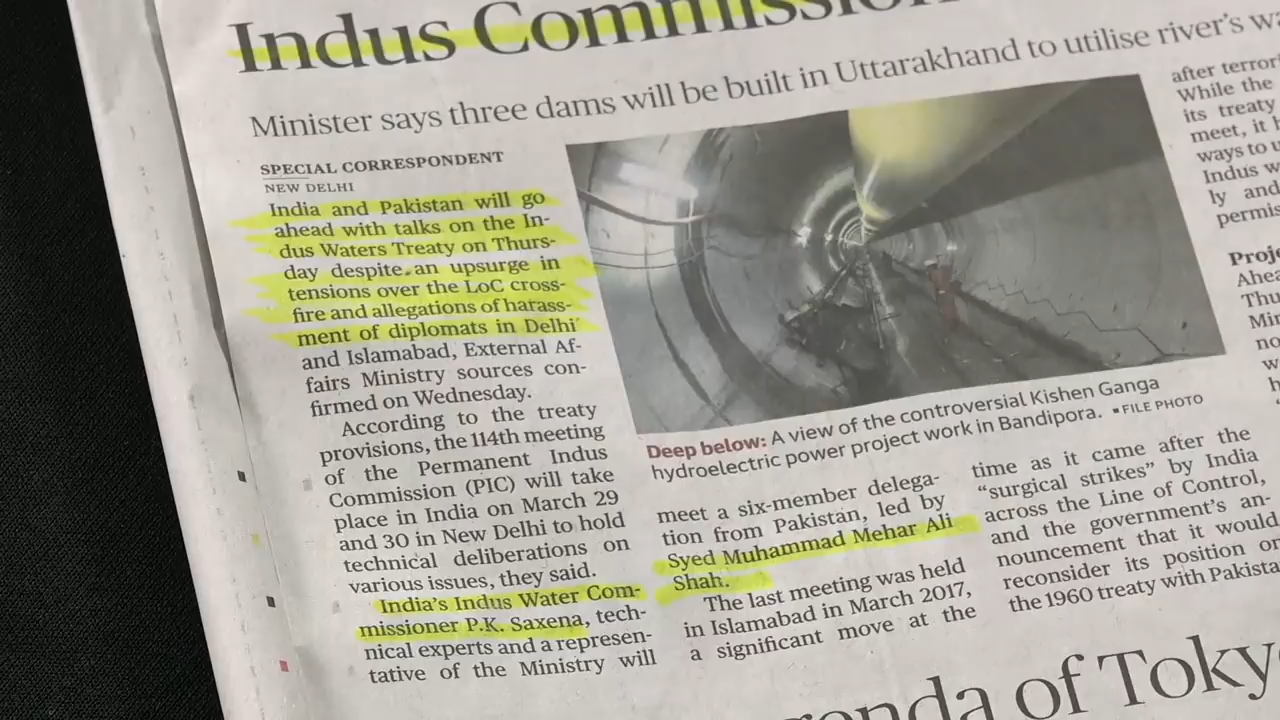 Indus Commission
Minister says three dams will be built in Uttarakhand to utilise river's
SPECIAL CORRESPONDENT
NEW DELHI
India and Pakistan will go
ahead with talks on the In-
dus Waters Treaty on Thurs-
day despite an upsurge in
tensions over the LoC cross-
fire and allegations of harass-
ment of diplomats in Delhi
and Islamabad, External Af-
fairs Ministry sources con-
firmed on Wednesday.
According to the treaty
provisions, the 114th meeting
of the Permanent Indus
Commission (PIC) will take
place in India on March 29
and 30 in New Delhi to hold
technical deliberations on
various issues, they said.
India's Indus Water Com-
missioner P.K. Saxena, tech-
nical experts and a represen-
tative of the Ministry will
Deep below: A view of the controversial Kishen Ganga
hydroelectric power project work in Bandipora. ▪FILE PHOTO
meet a six-member delega-
tion from Pakistan, led by
Syed Muhammad Mehar Ali
Shah.
The last meeting was held
in Islamabad in March 2017,
a significant move at the
time as it came after the
"surgical strikes" by India
across the Line of Control,
and the government's an-
nouncement that it would
reconsider its position on
the 1960 treaty with Pakista
after terror
While the
its treaty
meet, it
ways to u
Indus w
ly and
permis
Proje
Ahea
Thu
Min
no
w
h
enda of Toky